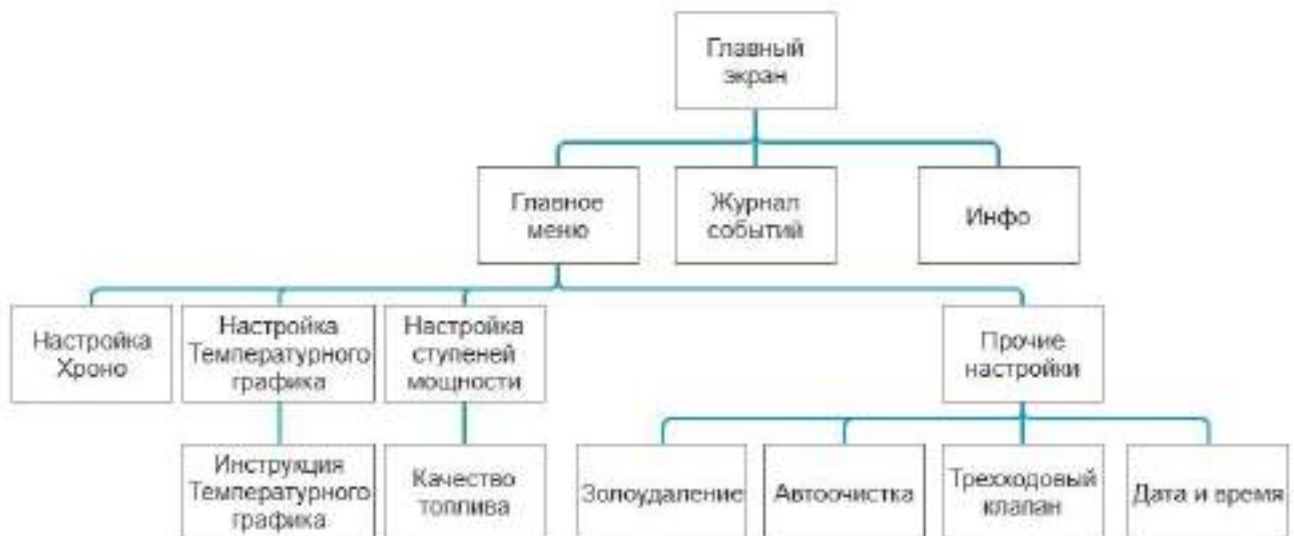 Главный
экран
Главное
меню
Журнал
событий
Инфо
Настройка
Хроно
Настройка
Температурного
графика
Настройка
ступеней
мощности
Прочие
настройки
Инструкция
Температурного
графика
Качество
топлива
Золоудаление
Автоочистка
Трехходовый
клапан
Дата и время